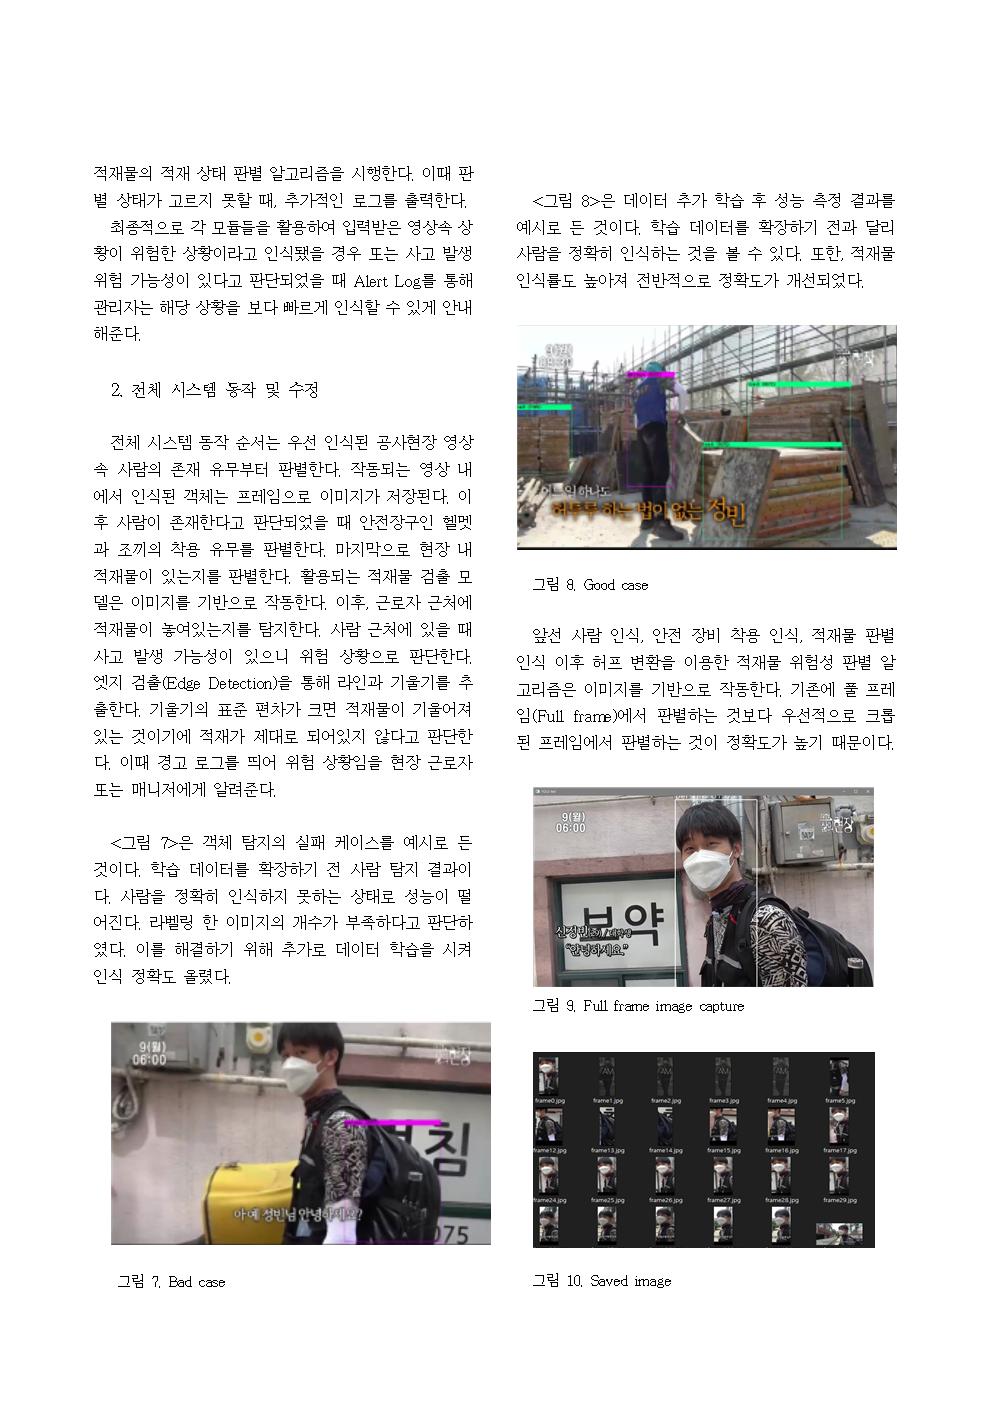 적재물의 적재 상태 판별 알고리즘을 시행한다. 이때 판
별 상태가 고르지 못할 때, 추가적인 로그를 출력한다.
최종적으로 각 모듈들을 활용하여 입력받은 영상속 상
황이 위험한 상황이라고 인식됐을 경우 또는 사고 발생
위험 가능성이 있다고 판단되었을 때 Alert Log를 통해
관리자는 해당 상황을 보다 빠르게 인식할 수 있게 안내
해준다.
2. 전체 시스템 동작 및 수정
전체 시스템 동작 순서는 우선 인식된 공사현장 영상
속 사람의 존재 유무부터 판별한다. 작동되는 영상 내
에서 인식된 객체는 프레임으로 이미지가 저장된다. 이
후 사람이 존재한다고 판단되었을 때 안전장구인 헬멧
과 조끼의 착용 유무를 판별한다. 마지막으로 현장 내
적재물이 있는지를 판별한다. 활용되는 적재물 검출 모
델은 이미지를 기반으로 작동한다. 이후, 근로자 근처에
적재물이 놓여있는지를 탐지한다. 사람 근처에 있을 때
사고 발생 가능성이 있으니 위험 상황으로 판단한다.
엣지 검출(Edge Detection)을 통해 라인과 기울기를 추
출한다. 기울기의 표준 편차가 크면 적재물이 기울어져
있는 것이기에 적재가 제대로 되어있지 않다고 판단한
다. 이때 경고 로그를 띄어 위험 상황임을 현장 근로자
또는 매니저에게 알려준다.
<그림 7>은 객체 탐지의 실패 케이스를 예시로 든
것이다. 학습 데이터를 확장하기 전 사람 탐지 결과이
다. 사람을 정확히 인식하지 못하는 상태로 성능이 떨
어진다. 라벨링 한 이미지의 개수가 부족하다고 판단하
였다. 이를 해결하기 위해 추가로 데이터 학습을 시켜
인식 정확도 올렸다.
9(월)
06:00
침
아예 정빈님 안녕하세요?
075
그림 7. Bad case
<그림 8>은 데이터 추가 학습 후 성능 측정 결과를
예시로 든 것이다. 학습 데이터를 확장하기 전과 달리
사람을 정확히 인식하는 것을 볼 수 있다. 또한, 적재물
인식률도 높아져 전반적으로 정확도가 개선되었다.
9(월)
어느 일 하나도
허투루 하는 법이 없는 정빈
그림 8. Good case
앞선 사람 인식, 안전 장비 착용 인식, 적재물 판별
인식 이후 허프 변환을 이용한 적재물 위험성 판별 알
고리즘은 이미지를 기반으로 작동한다. 기존에 풀 프레
임(Full frame)에서 판별하는 것보다 우선적으로 크롭
된 프레임에서 판별하는 것이 정확도가 높기 때문이다.
9(월)
06:00
현장
보약
신정빈
"안녕하세요."
그림 9. Full frame image capture
frame0.jpg frame1.jpg frame2.jpg frame3.jpg frame4.jpg frame5.jpg
frame12.jpg frame13.jpg frame14.jpg frame15.jpg frame16.jpg frame17.jpg
frame24.jpg frame25.jpg frame26.jpg frame27.jpg frame28.jpg frame29.jpg
그림 10. Saved image